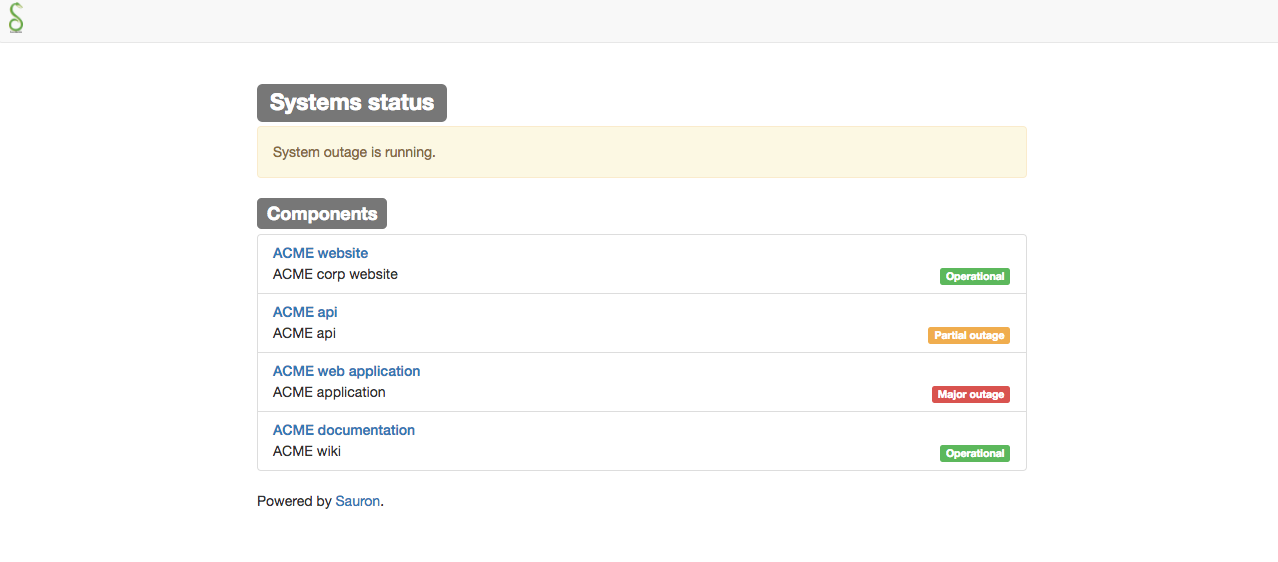 Systems status
System outage is running.
Components
ACME website
ACME corp website
Operational
ACME api
ACME api
Partial outage
ACME web application
ACME application
Major outage
ACME documentation
ACME wiki
Operational
Powered by Sauron.